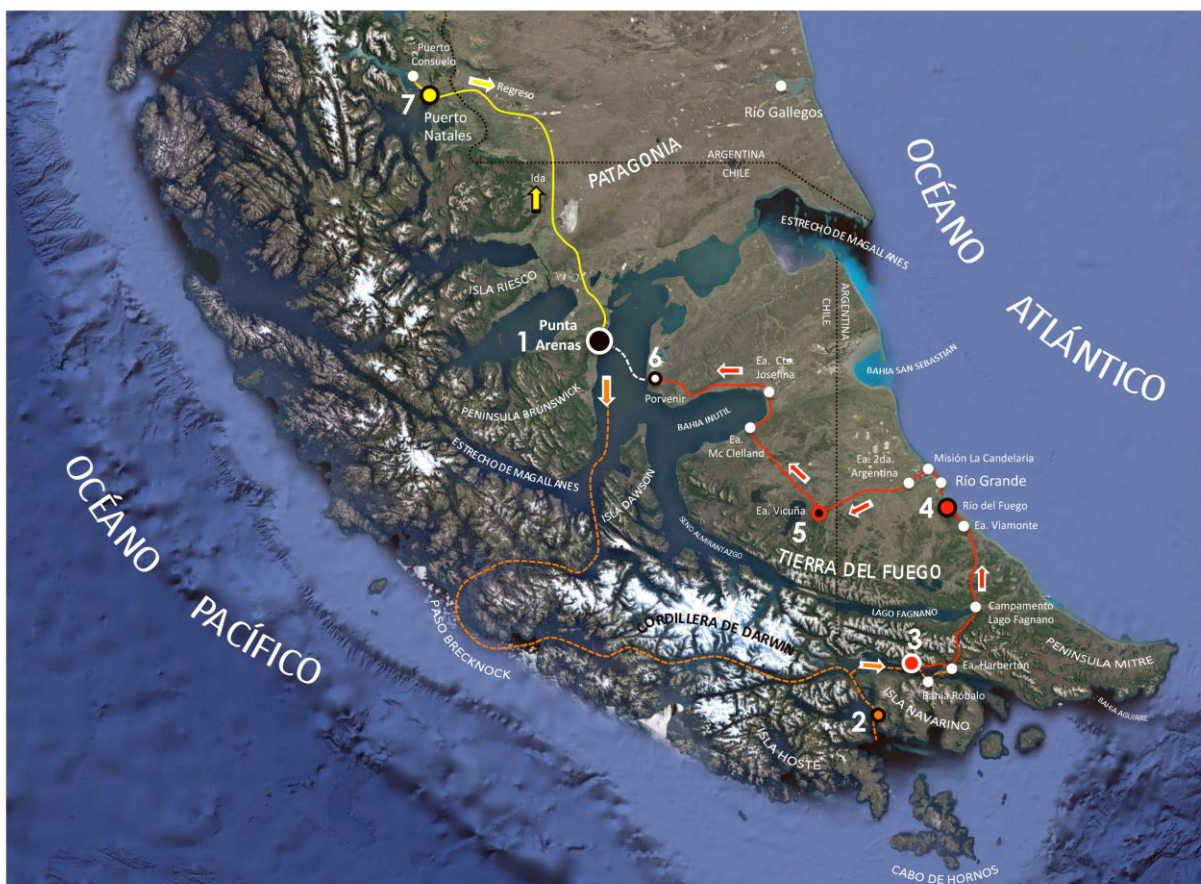 Puerto
Consuelo
Regreso
7
Puerto
Natales
Río Gallegos
OCÉANO
ATLÁNTICO
ARGENTINA
CHILE
PATAGONIA
Ida
ESTRECHO DE MAGALLANES
ISLA RIESCO
ARGENTINA
CHILE
1
Punta
Arenas
6
Porvenir
Ea. Cta.
Josefina
BAHIA SAN SEBASTIAN
PENINSULA BRUNSWICK
BAHIA INUTIL
Ea.
Mc Clelland
ESTRECHO DE MAGALLANES
ISLA DAWSON
Ea. 2da.
Argentina
Misión La Candelaria
Río Grande
4
Río del Fuego
Ea. Viamonte
Ea. Vicuña
5
SENO ALMIRANTAZGO
TIERRA DEL FUEGO
OCÉANO
PACÍFICO
PASO BRECKNOCK
CORDILLERA DE DARWIN
LAGO FAGNANO
Campamento
Lago Fagnano
3
Ea. Harberton
PENINSULA MITRE
Bahía Róbalo
BAHIA AGUIRRE
2
ISLA NAVARINO
ISLA HOSTE
CABO DE HORNOS